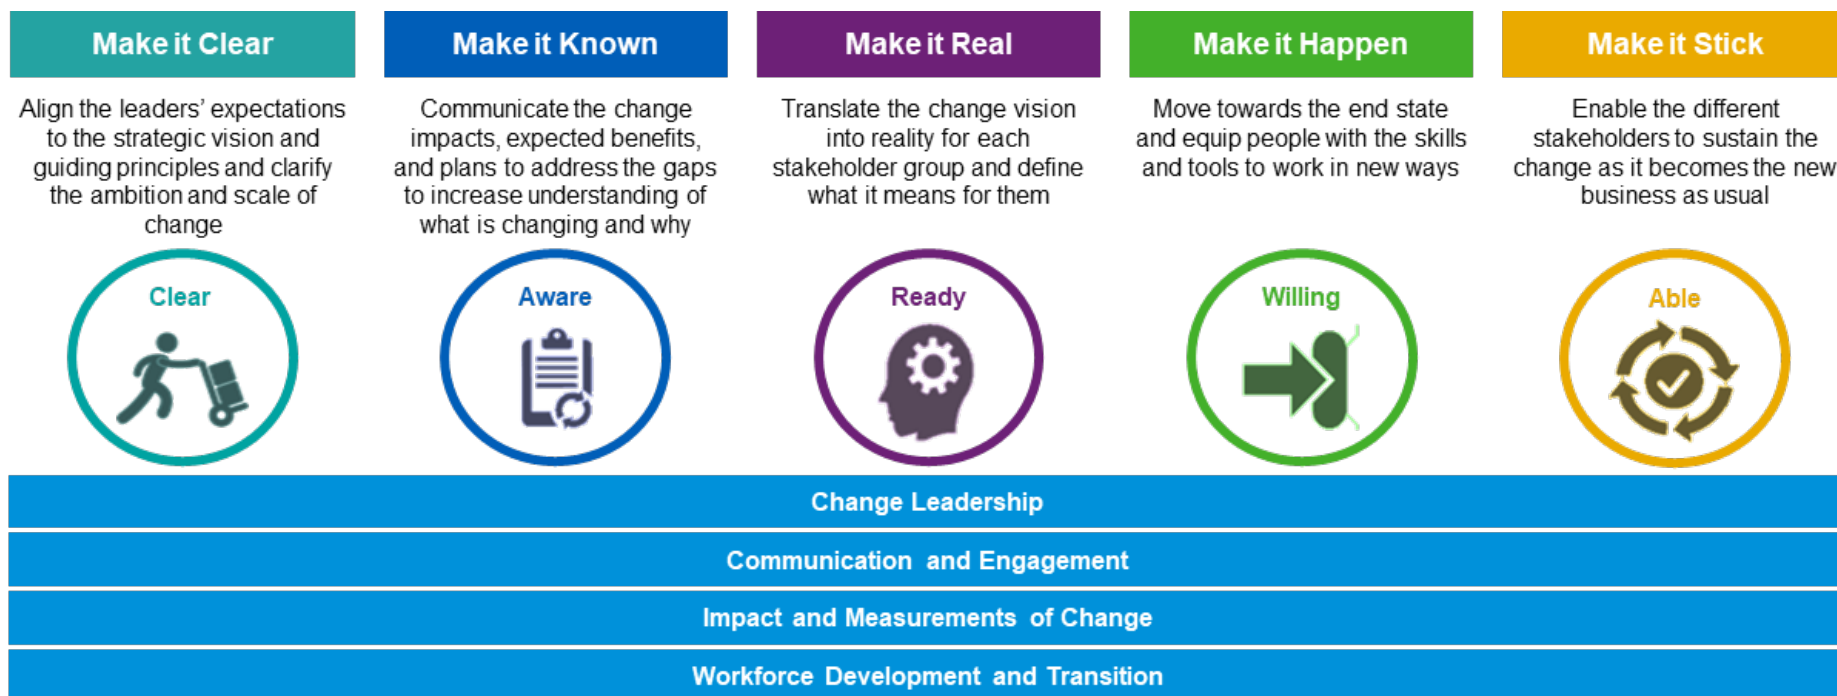 Make it Clear
Align the leaders' expectations
to the strategic vision and
guiding principles and clarify
the ambition and scale of
change
Clear
Make it Known
Communicate the change
impacts, expected benefits,
and plans to address the gaps
to increase understanding of
what is changing and why
Aware
Make it Real
Translate the change vision
into reality for each
stakeholder group and define
what it means for them
Ready
Make it Happen
Move towards the end state
and equip people with the skills
and tools to work in new ways
Willing
Make it Stick
Enable the different
stakeholders to sustain the
change as it becomes the new
business as usual
Able
Change Leadership
Communication and Engagement
Impact and Measurements of Change
Workforce Development and Transition